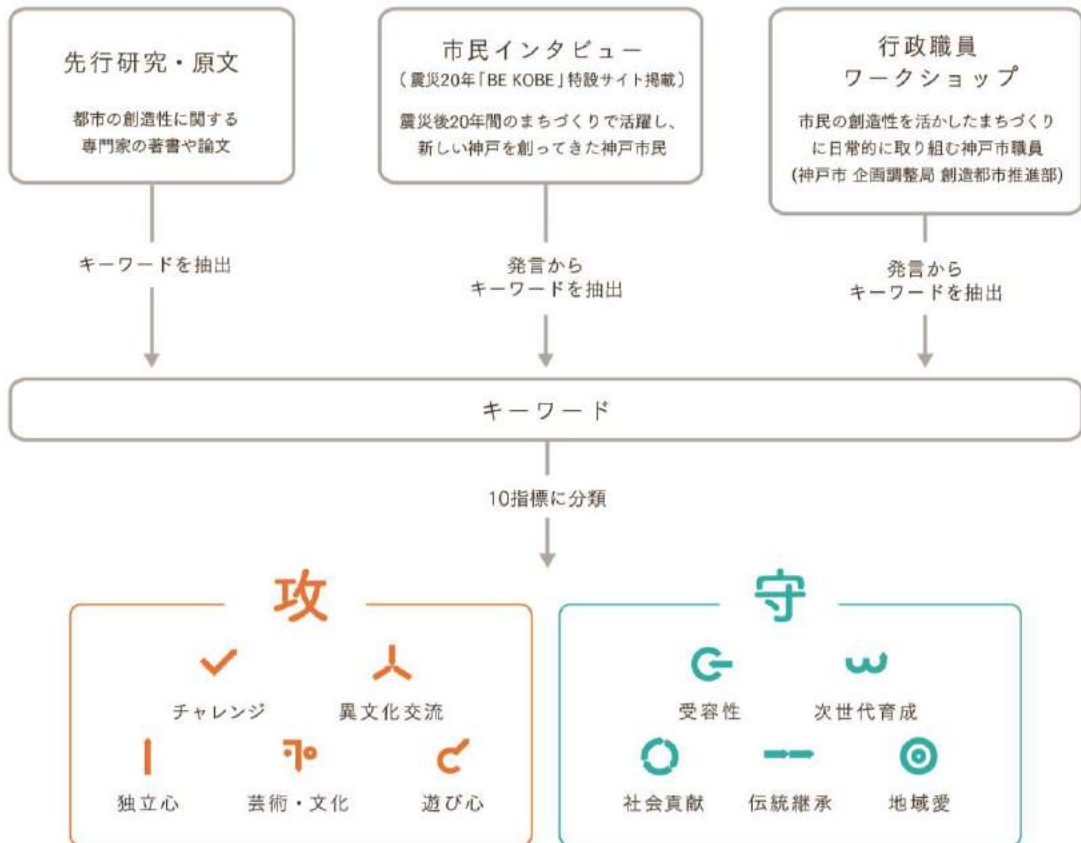 先行研究・原文
都市の創造性に関する
専門家の著書や論文
市民インタビュー
(震災20年「BE KOBE」特設サイト掲載)
震災後20年間のまちづくりで活躍し、
新しい神戸を創ってきた神戸市民
行政職員
ワークショップ
市民の創造性を活かしたまちづくり
に日常的に取り組む神戸市職員
(神戸市 企画調整局 創造都市推進部)
キーワードを抽出
発言から
キーワードを抽出
発言から
キーワードを抽出
キーワード
10指標に分類
攻
チャレンジ
異文化交流
独立心
芸術・文化
遊び心
守
受容性
次世代育成
社会貢献
伝統継承
地域愛